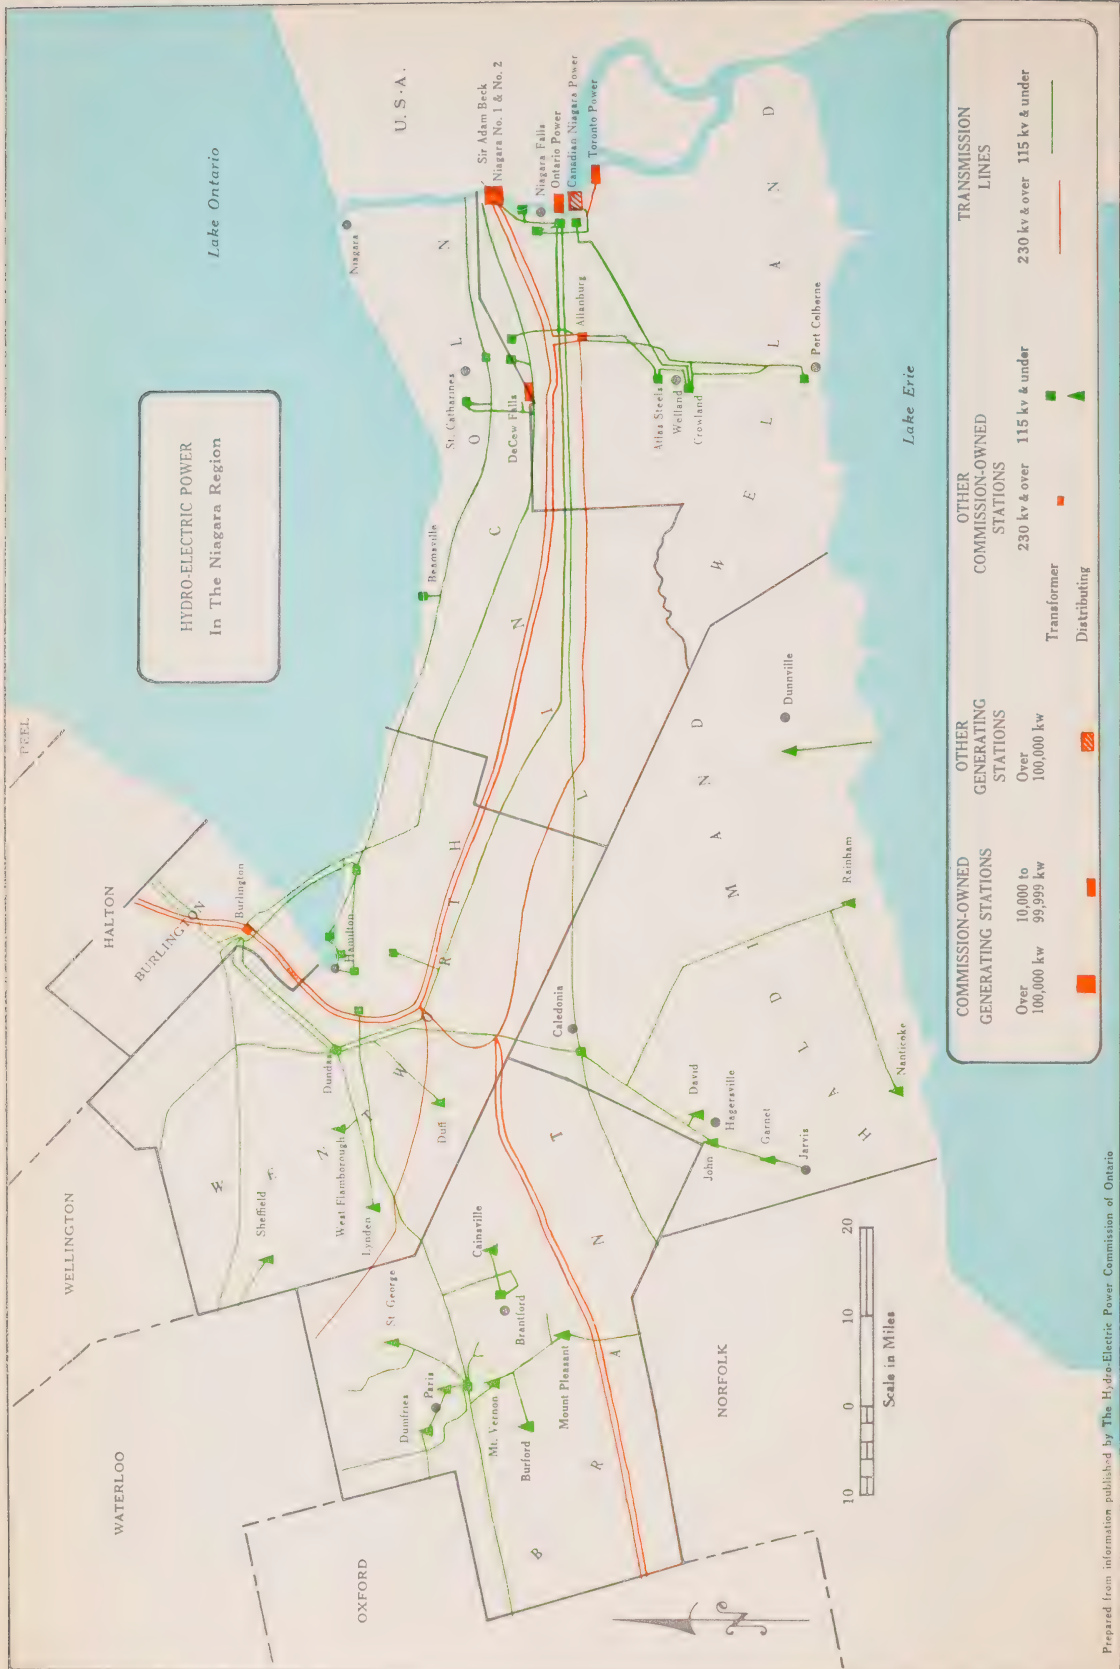 HYDRO-ELECTRIC POWER
In The Niagara Region
PEEL
HALTON
WELLINGTON
WATERLOO
OXFORD
NORFOLK
BURLINGTON
U.S.A.
Lake Ontario
Lake Erie
WENTWORTH
LINCOLN
WELLAND
HALDIMAND
BRANT
Burlington
Hamilton
Dundas
West Flamborough
Lynden
Sheffield
Duff
St. George
Cainsville
Brantford
Paris
Dumfries
Mt. Vernon
Burford
Mount Pleasant
Caledonia
David
Hagersville
John
Garnet
Jarvis
Nanticoke
Rainham
Dunnville
Beamsville
St. Catharines
DeCew Falls
Allanburg
Atlas Steels
Welland
Crowland
Port Colborne
Niagara
Sir Adam Beck
Niagara No. 1 & No. 2
Niagara Falls
Ontario Power
Canadian Niagara Power
Toronto Power
10 0 10 20
Scale in Miles
COMMISSION-OWNED
GENERATING STATIONS
Over
100,000 kw
10,000 to
99,999 kw
OTHER
GENERATING
STATIONS
Over
100,000 kw
OTHER
COMMISSION-OWNED
STATIONS
230 kv & over 115 kv & under
Transformer
Distributing
TRANSMISSION
LINES
230 kv & over 115 kv & under
Prepared from information published by The Hydro-Electric Power Commission of Ontario